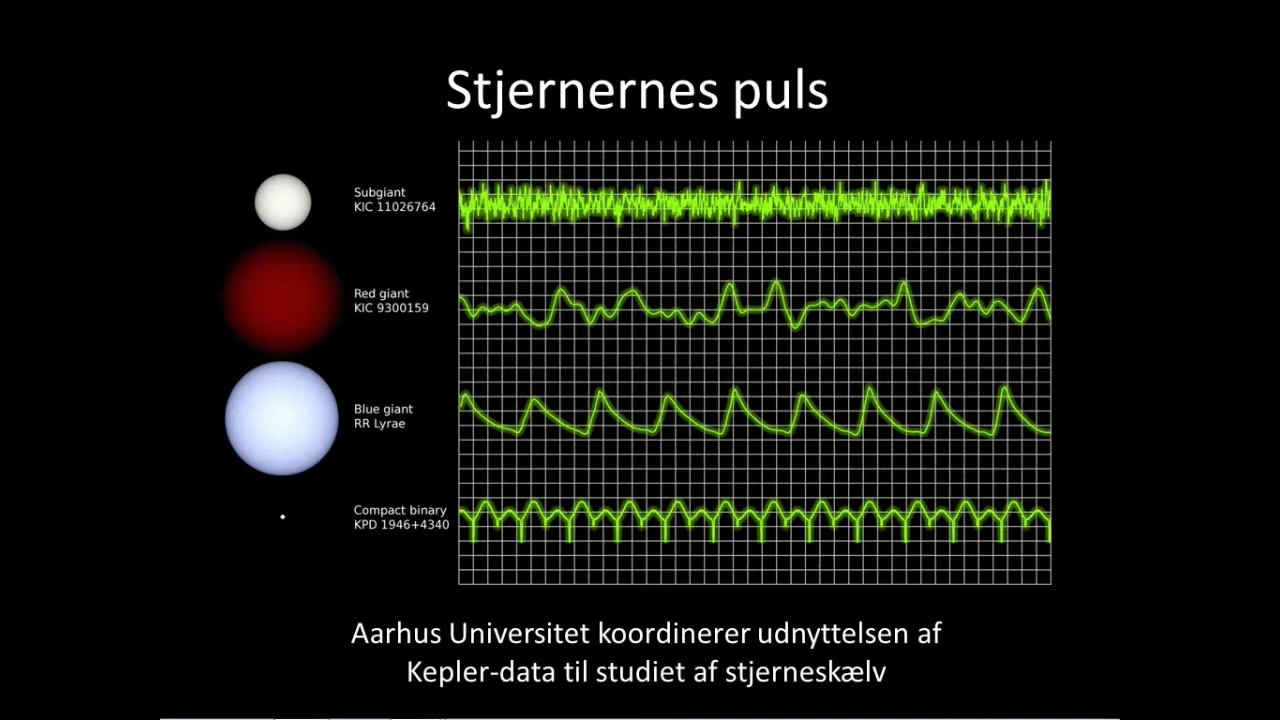 Stjernernes puls
Subgiant
KIC 11026764
Red giant
KIC 9300159
Blue giant
RR Lyrae
Compact binary
KPD 1946+4340
Aarhus Universitet koordinerer udnyttelsen af
Kepler-data til studiet af stjerneskælv